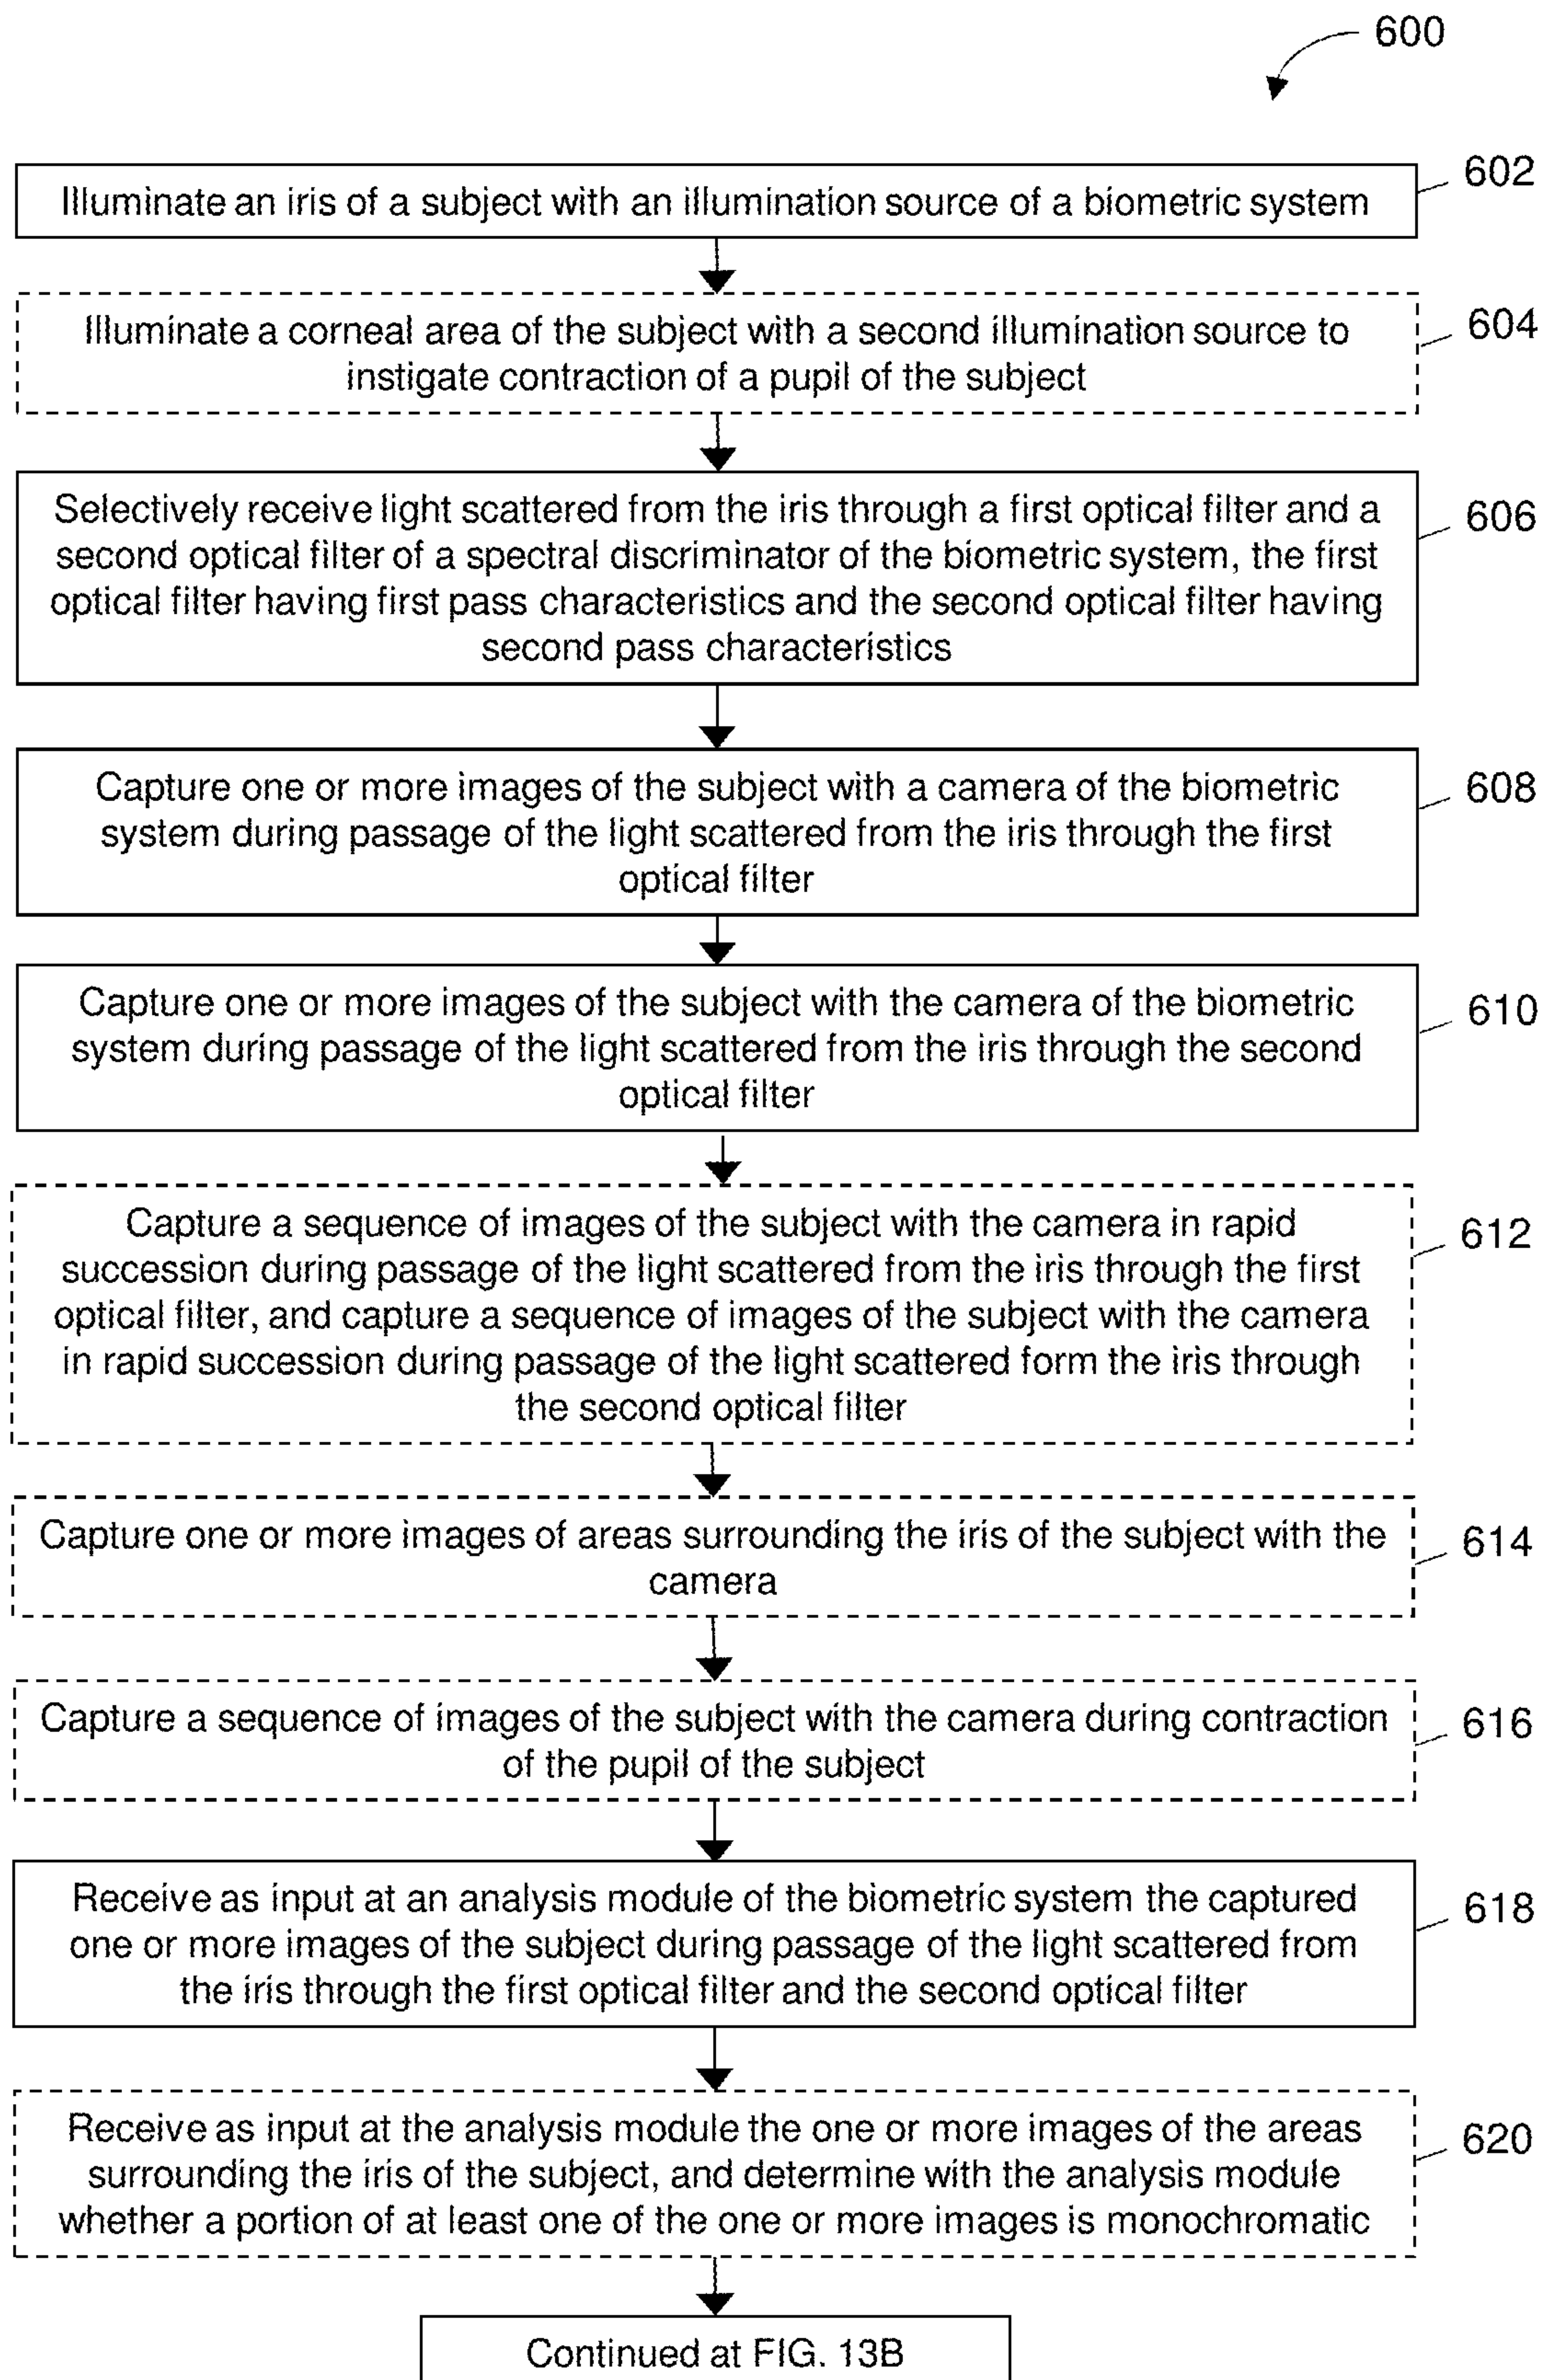 600
602
Illuminate an iris of a subject with an illumination source of a biometric system
604
Illuminate a corneal area of the subject with a second illumination source to
instigate contraction of a pupil of the subject
606
Selectively receive light scattered from the iris through a first optical filter and a
second optical filter of a spectral discriminator of the biometric system, the first
optical filter having first pass characteristics and the second optical filter having
second pass characteristics
608
Capture one or more images of the subject with a camera of the biometric
system during passage of the light scattered from the iris through the first
optical filter
610
Capture one or more images of the subject with the camera of the biometric
system during passage of the light scattered from the iris through the second
optical filter
612
Capture a sequence of images of the subject with the camera in rapid
succession during passage of the light scattered from the iris through the first
optical filter, and capture a sequence of images of the subject with the camera
in rapid succession during passage of the light scattered form the iris through
the second optical filter
614
Capture one or more images of areas surrounding the iris of the subject with the
camera
616
Capture a sequence of images of the subject with the camera during contraction
of the pupil of the subject
618
Receive as input at an analysis module of the biometric system the captured
one or more images of the subject during passage of the light scattered from
the iris through the first optical filter and the second optical filter
620
Receive as input at the analysis module the one or more images of the areas
surrounding the iris of the subject, and determine with the analysis module
whether a portion of at least one of the one or more images is monochromatic
Continued at FIG. 13B